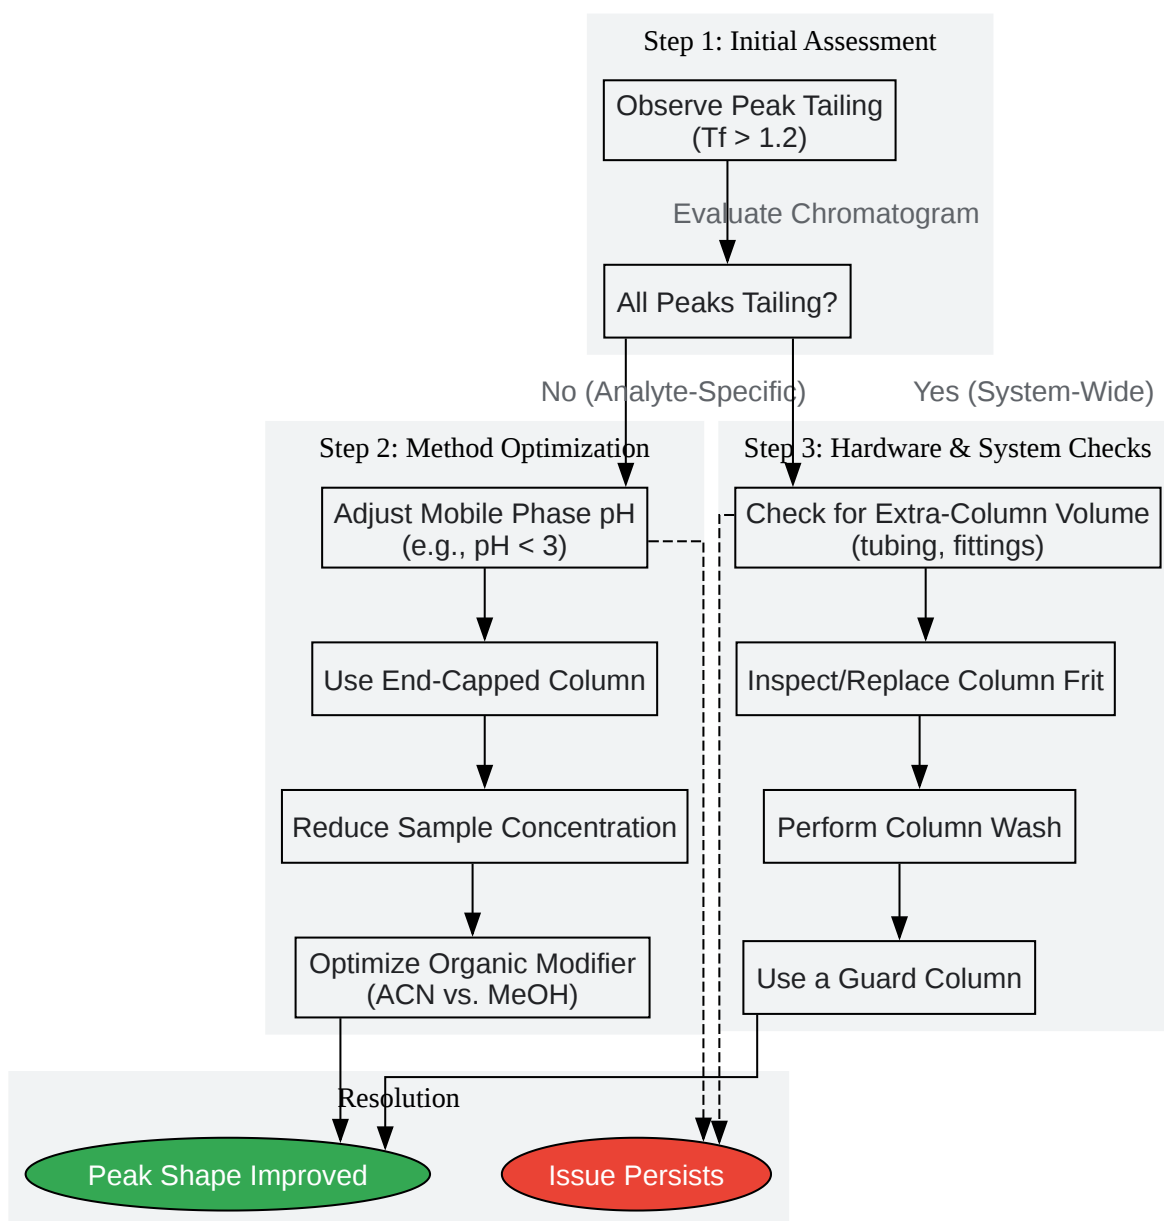 Step 1: Initial Assessment
Observe Peak Tailing
(Tf > 1.2)
Evaluate Chromatogram
All Peaks Tailing?
No (Analyte-Specific)
Yes (System-Wide)
Step 2: Method Optimization
Adjust Mobile Phase pH
(e.g., pH < 3)
Use End-Capped Column
Reduce Sample Concentration
Optimize Organic Modifier
(ACN vs. MeOH)
Step 3: Hardware & System Checks
Check for Extra-Column Volume
(tubing, fittings)
Inspect/Replace Column Frit
Perform Column Wash
Use a Guard Column
Resolution
Peak Shape Improved
Issue Persists